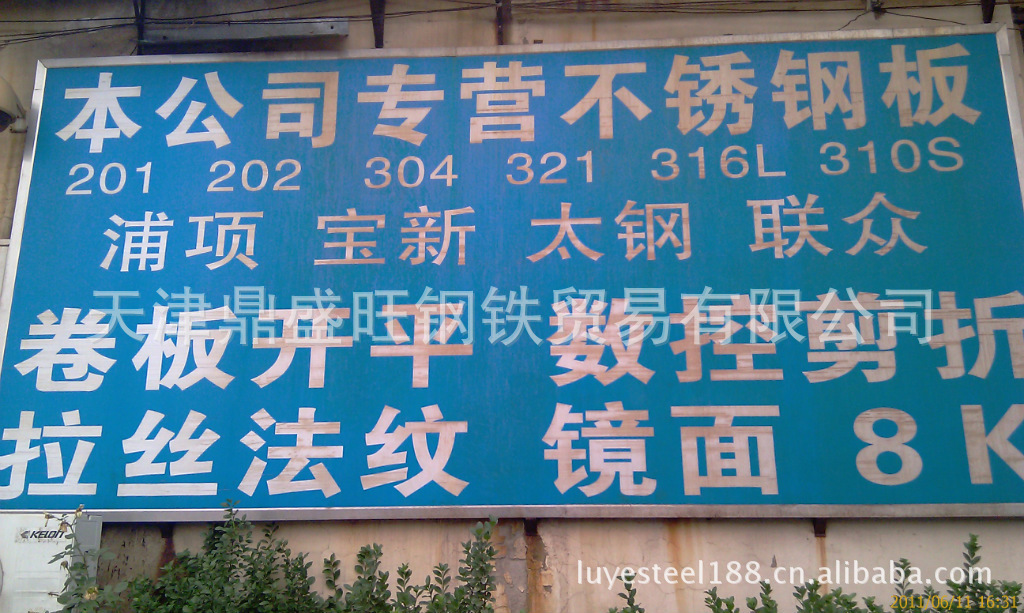 本公司专营不锈钢板
201 202 304 321 316L 310S
浦项 宝新 太钢 联众
天津鼎盛旺钢铁贸易有限公司
卷板开平 数控剪折
拉丝法纹 镜面 8K
KELON
luyesteel188.cn.alibaba.com
2011/06/11 16:31